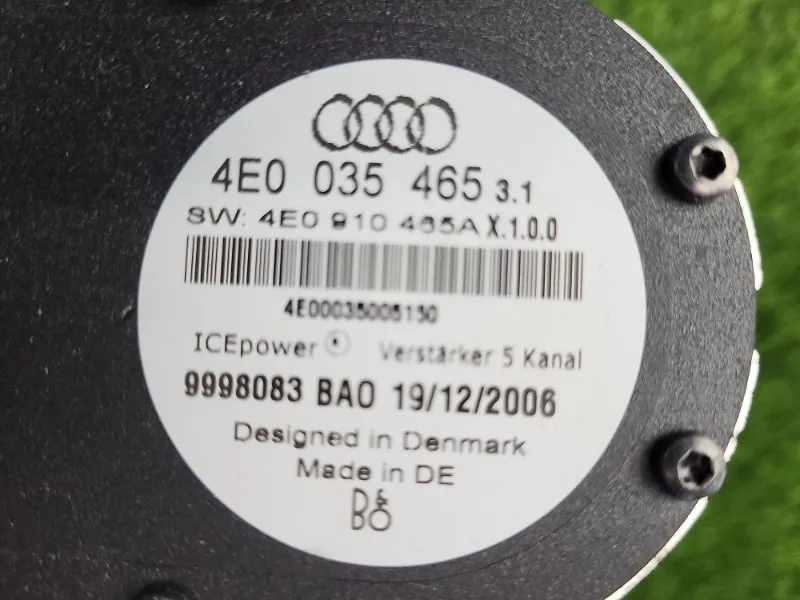 4E0 035 465 3.1
SW: 4E0 910 465A X.1.0.0
4E00035005150
ICEpower Verstärker 5 Kanal
9998083 BAO 19/12/2006
Designed in Denmark
Made in DE
B&O